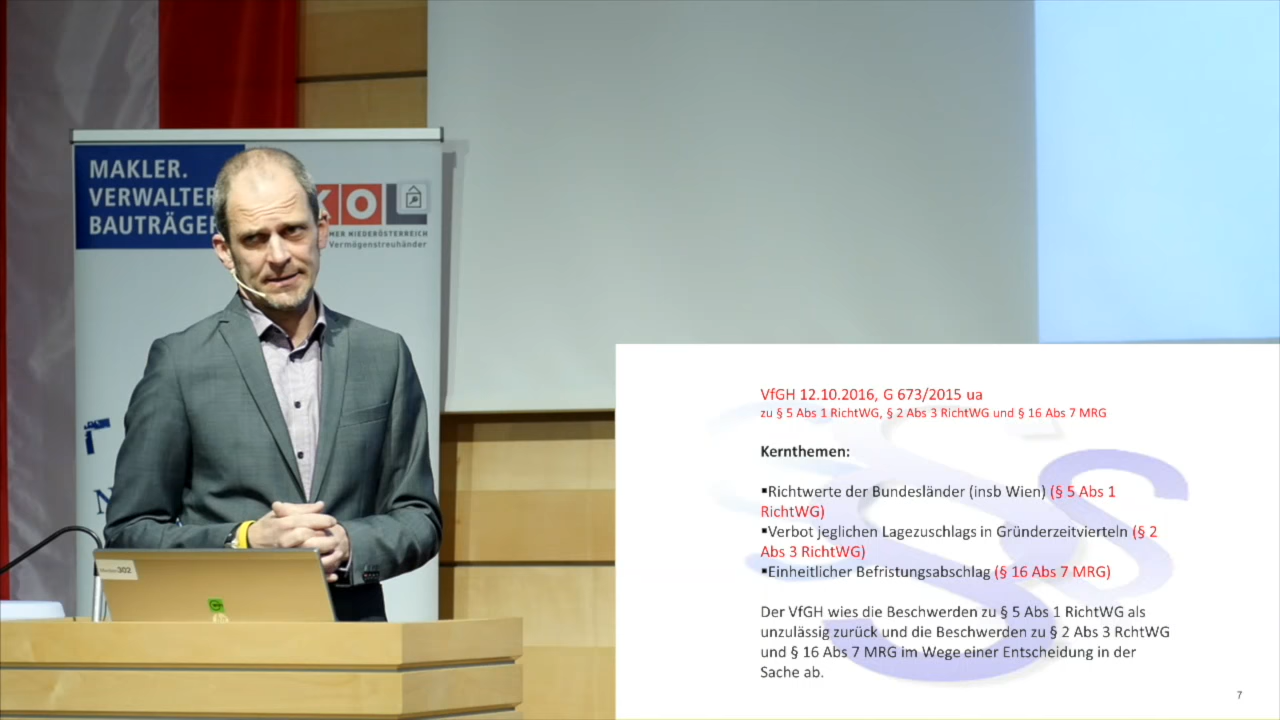 MAKLER.
VERWALTER
BAUTRÄGER
KOL
MER NIEDERÖSTERREICH
Vermögenstreuhänder
N
302
VfGH 12.10.2016, G 673/2015 ua
zu § 5 Abs 1 RichtWG, § 2 Abs 3 RichtWG und § 16 Abs 7 MRG
Kernthemen:
▪Richtwerte der Bundesländer (insb Wien) (§ 5 Abs 1
RichtWG)
▪Verbot jeglichen Lagezuschlags in Gründerzeitvierteln (§ 2
Abs 3 RichtWG)
▪Einheitlicher Befristungsabschlag (§ 16 Abs 7 MRG)
Der VfGH wies die Beschwerden zu § 5 Abs 1 RichtWG als
unzulässig zurück und die Beschwerden zu § 2 Abs 3 RchtWG
und § 16 Abs 7 MRG im Wege einer Entscheidung in der
Sache ab.
7